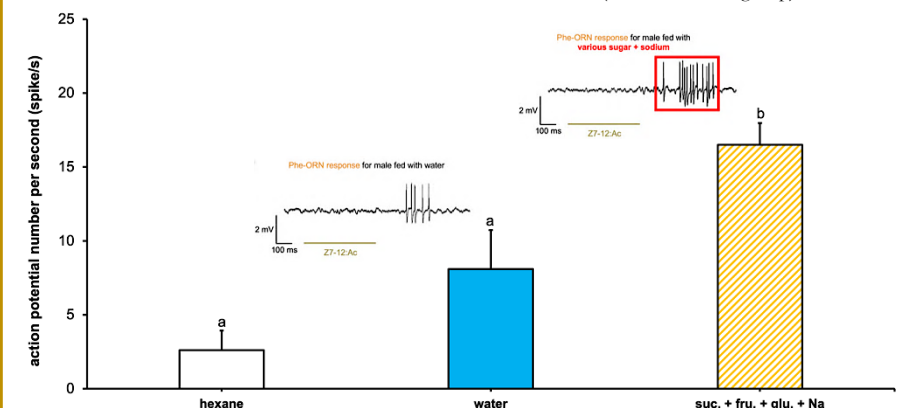 25
Phe-ORN response for male fed with
various sugar + sodium
20
2 mV
100 ms
Z7-12:Ac
b
15
Phe-ORN response for male fed with water
2 mV
100 ms
Z7-12:Ac
a
10
5
a
0
action potential number per second (spike/s)
hexane
water
suc. + fru. + glu. + Na